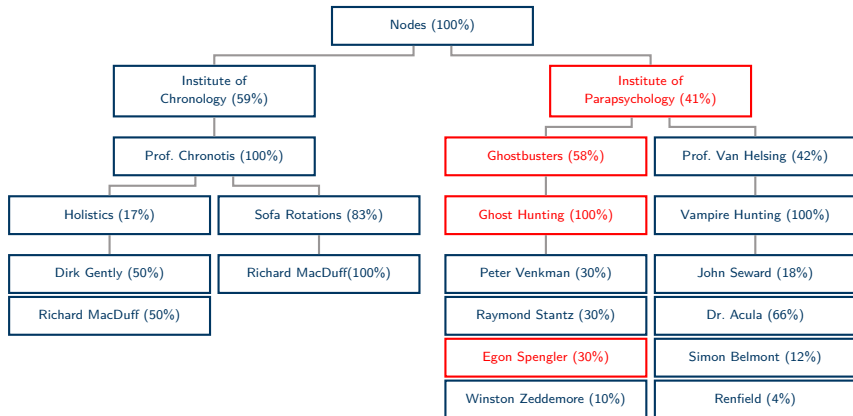 Nodes (100%)
Institute of
Chronology (59%)
Institute of
Parapsychology (41%)
Prof. Chronotis (100%)
Ghostbusters (58%)
Prof. Van Helsing (42%)
Holistics (17%)
Sofa Rotations (83%)
Ghost Hunting (100%)
Vampire Hunting (100%)
Dirk Gently (50%)
Richard MacDuff(100%)
Peter Venkman (30%)
John Seward (18%)
Richard MacDuff (50%)
Raymond Stantz (30%)
Dr. Acula (66%)
Egon Spengler (30%)
Simon Belmont (12%)
Winston Zeddemore (10%)
Renfield (4%)